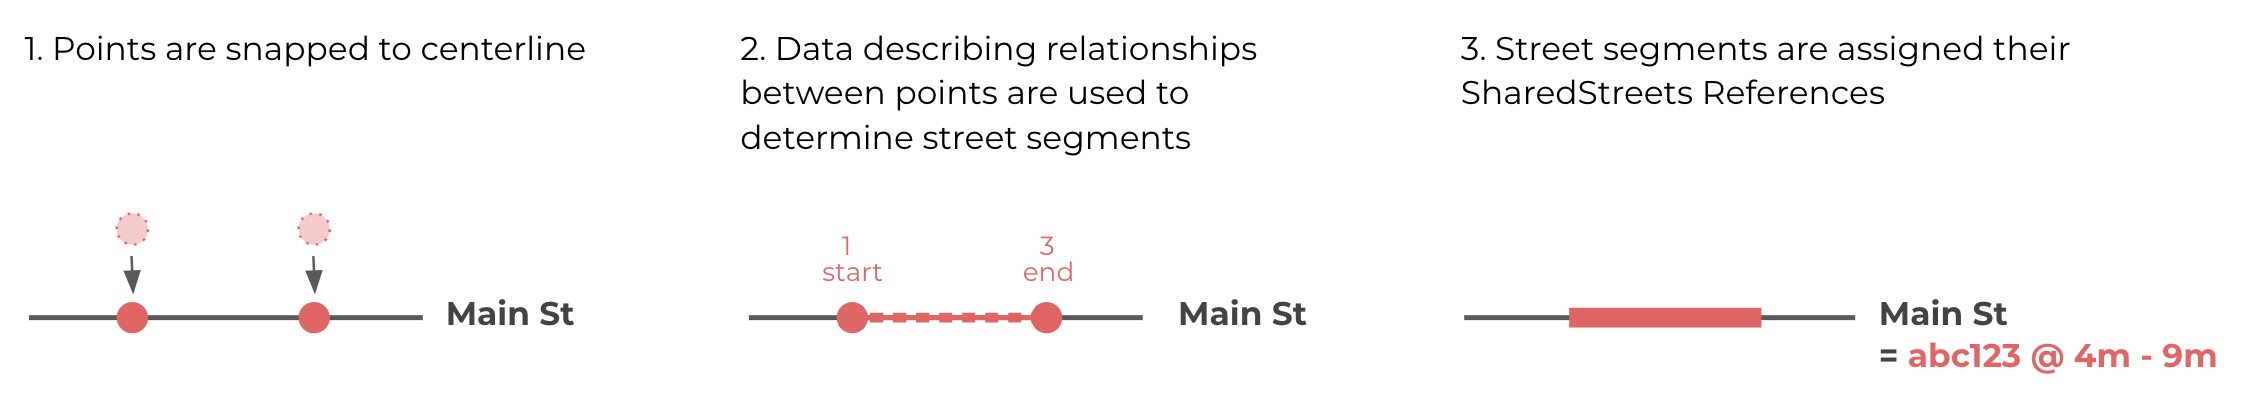 1. Points are snapped to centerline
Main St
2. Data describing relationships
between points are used to
determine street segments
1
start
3
end
Main St
3. Street segments are assigned their
SharedStreets References
Main St
= abc123 @ 4m - 9m